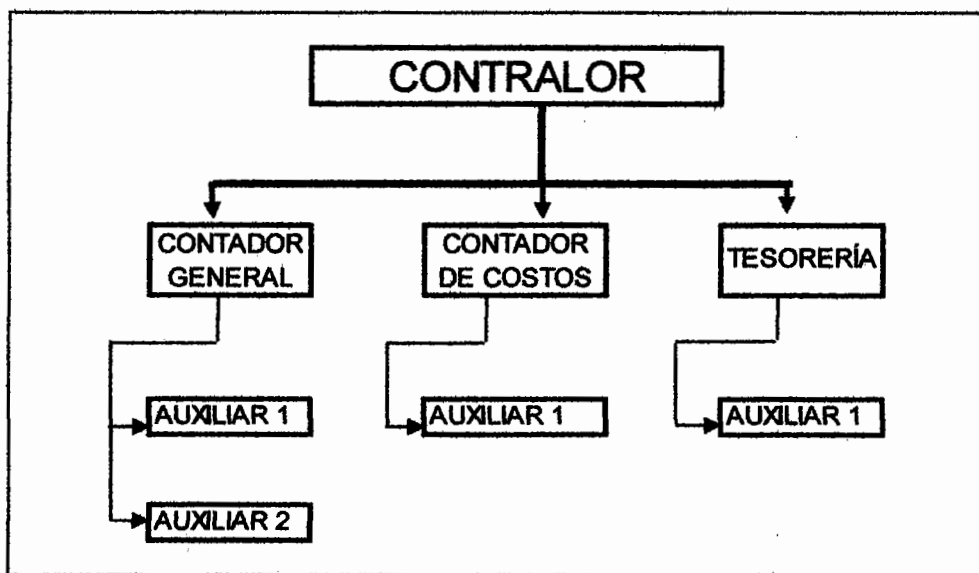 CONTRALOR
CONTADOR
GENERAL
CONTADOR
DE COSTOS
TESORERÍA
AUXILIAR 1
AUXILIAR 1
AUXILIAR 1
AUXILIAR 2